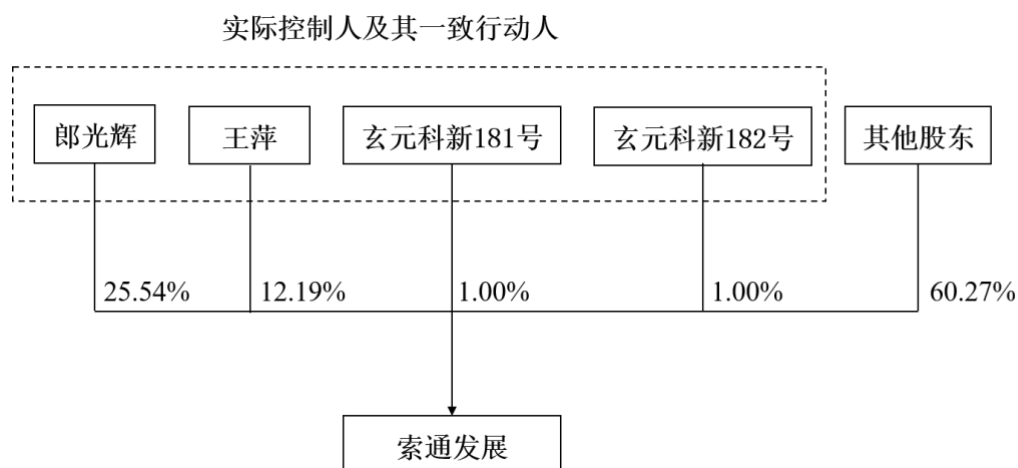 实际控制人及其一致行动人
郎光辉
王萍
玄元科新181号
玄元科新182号
其他股东
25.54%
12.19%
1.00%
1.00%
60.27%
索通发展